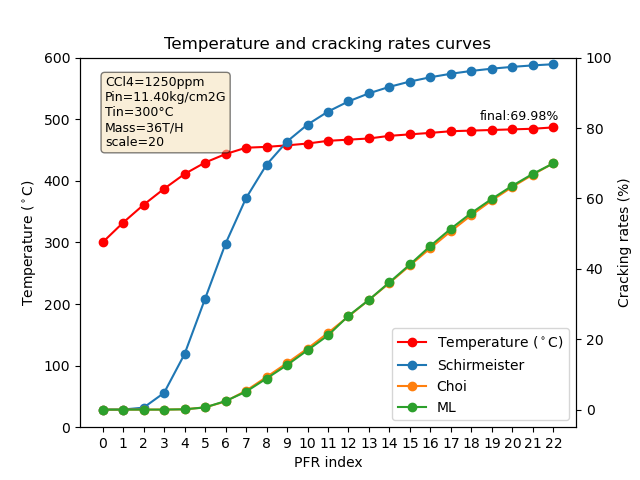 Temperature and cracking rates curves
600
500
400
300
200
100
0
Temperature (°C)
CCl4=1250ppm
Pin=11.40kg/cm2G
Tin=300°C
Mass=36T/H
scale=20
final:69.98%
100
80
60
40
20
0
Cracking rates (%)
Temperature (°C)
Schirmeister
Choi
ML
0 1 2 3 4 5 6 7 8 9 10 11 12 13 14 15 16 17 18 19 20 21 22
PFR index